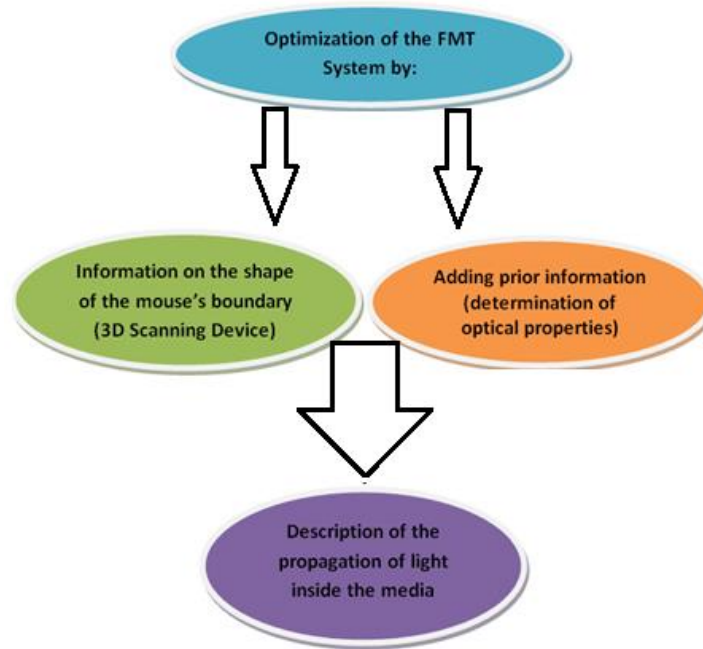 Optimization of the FMT
System by:
Information on the shape
of the mouse's boundary
(3D Scanning Device)
Adding prior information
(determination of
optical properties)
Description of the
propagation of light
inside the media